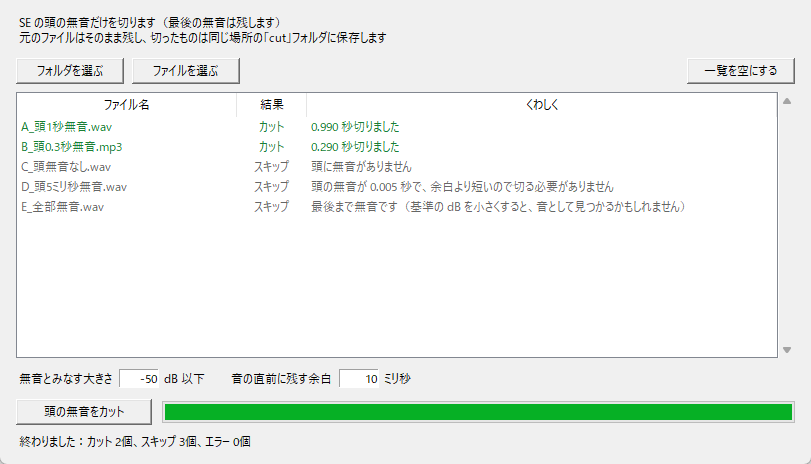 SE の頭の無音だけを切ります（最後の無音は残します）
元のファイルはそのまま残し、切ったものは同じ場所の「cut」フォルダに保存します
フォルダを選ぶ ファイルを選ぶ 一覧を空にする
ファイル名 結果 くわしく
A_頭1秒無音.wav カット 0.990 秒切りました
B_頭0.3秒無音.mp3 カット 0.290 秒切りました
C_頭無音なし.wav スキップ 頭に無音がありません
D_頭5ミリ秒無音.wav スキップ 頭の無音が 0.005 秒で、余白より短いので切る必要がありません
E_全部無音.wav スキップ 最後まで無音です（基準の dB を小さくすると、音として見つかるかもしれません）
無音とみなす大きさ -50 dB 以下 音の直前に残す余白 10 ミリ秒
頭の無音をカット
終わりました：カット 2個、スキップ 3個、エラー 0個